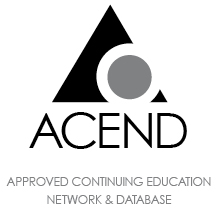 ACEND
APPROVED CONTINUING EDUCATION
NETWORK & DATABASE